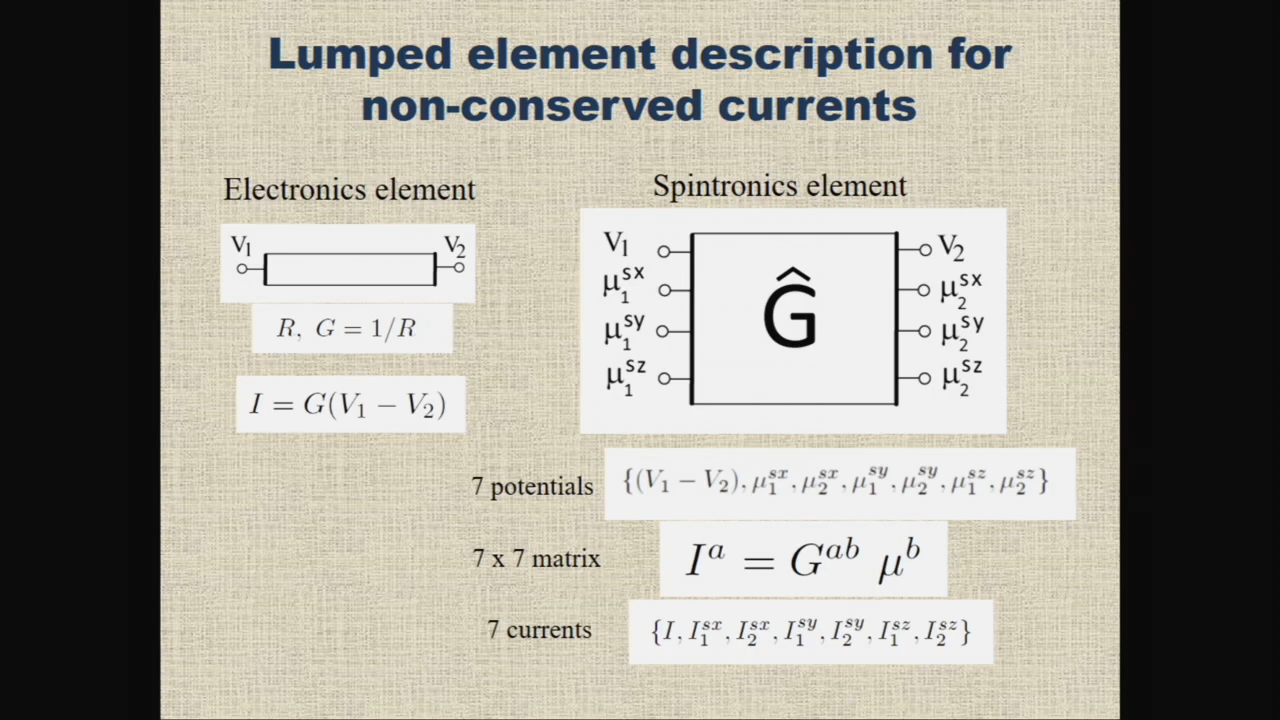 Lumped element description for
non-conserved currents
Electronics element
Spintronics element
V₁ V₂
R, G = 1/R
I = G(V₁ − V₂)
V₁ V₂
μ₁ˢˣ μ₂ˢˣ
μ₁ˢʸ μ₂ˢʸ
μ₁ˢᶻ μ₂ˢᶻ
Ĝ
7 potentials {(V₁ − V₂), μ₁ˢˣ, μ₂ˢˣ, μ₁ˢʸ, μ₂ˢʸ, μ₁ˢᶻ, μ₂ˢᶻ}
7 x 7 matrix Iᵃ = Gᵃᵇ μᵇ
7 currents {I, I₁ˢˣ, I₂ˢˣ, I₁ˢʸ, I₂ˢʸ, I₁ˢᶻ, I₂ˢᶻ}